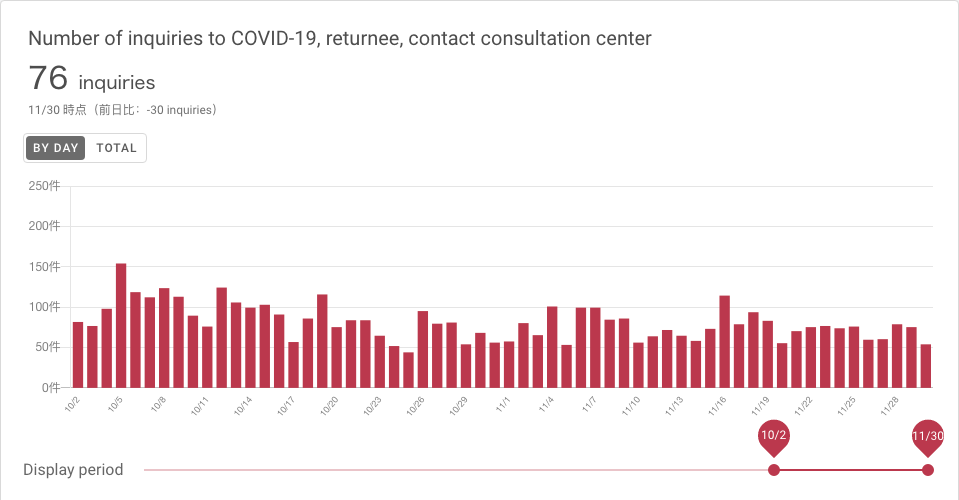 Number of inquiries to COVID-19, returnee, contact consultation center
76 inquiries
11/30 時点（前日比：-30 inquiries）
BY DAY TOTAL
250件
200件
150件
100件
50件
0件
10/2 10/5 10/8 10/11 10/14 10/17 10/20 10/23 10/26 10/29 11/1 11/4 11/7 11/10 11/13 11/16 11/19 11/22 11/25 11/28
10/2 11/30
Display period